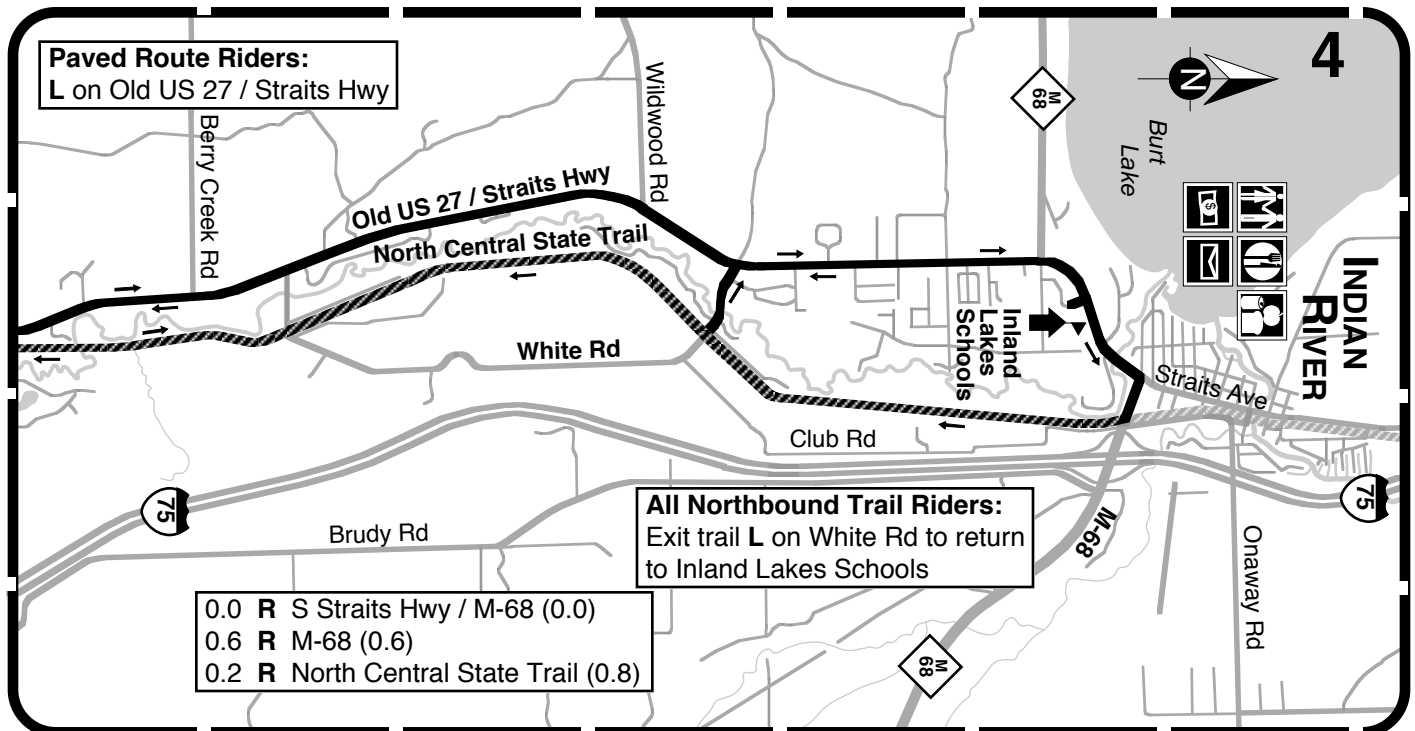 Paved Route Riders:
L on Old US 27 / Straits Hwy
4
N
Burt
Lake
M
68
INDIAN
RIVER
$
Berry Creek Rd
Wildwood Rd
Old US 27 / Straits Hwy
North Central State Trail
White Rd
Inland
Lakes
Schools
Straits Ave
Club Rd
75
75
All Northbound Trail Riders:
Exit trail L on White Rd to return
to Inland Lakes Schools
M-68
Onaway Rd
Brudy Rd
0.0 R S Straits Hwy / M-68 (0.0)
0.6 R M-68 (0.6)
0.2 R North Central State Trail (0.8)
M
68